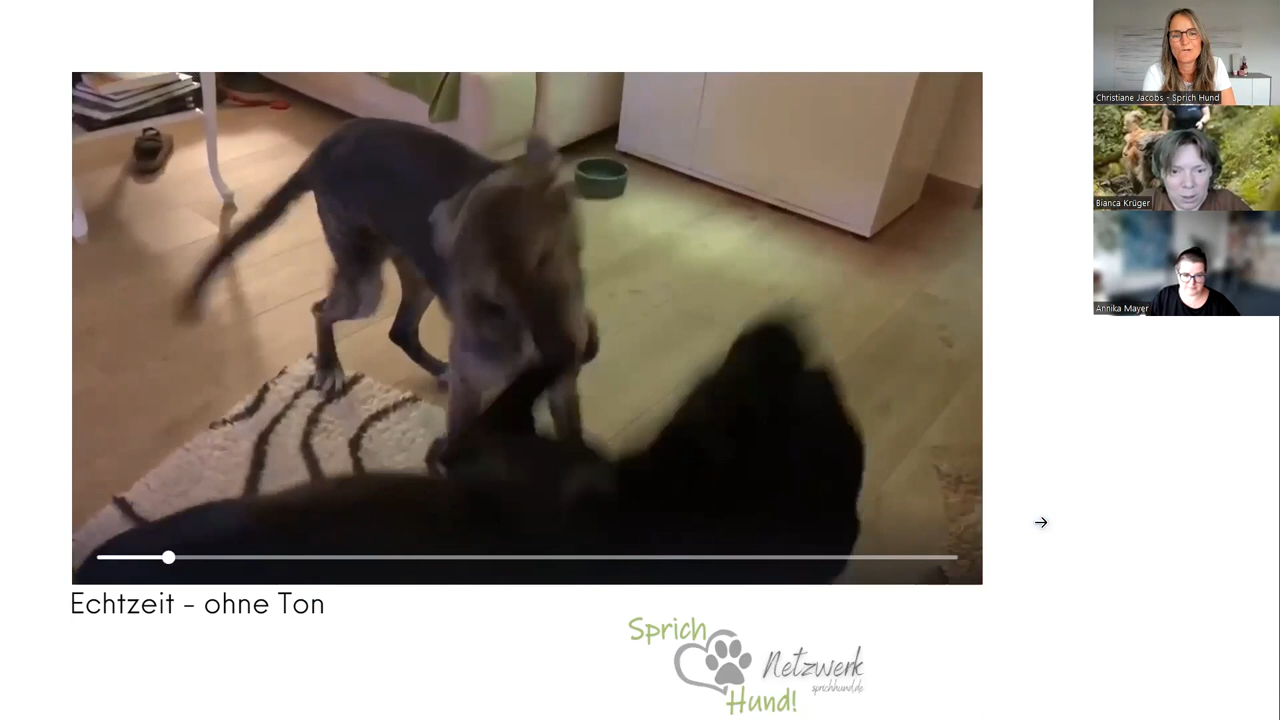 Christiane Jacobs - Sprich Hund
Bianca Krüger
Annika Mayer
Echtzeit - ohne Ton
Sprich
Netzwerk
sprichhund.de
Hund!